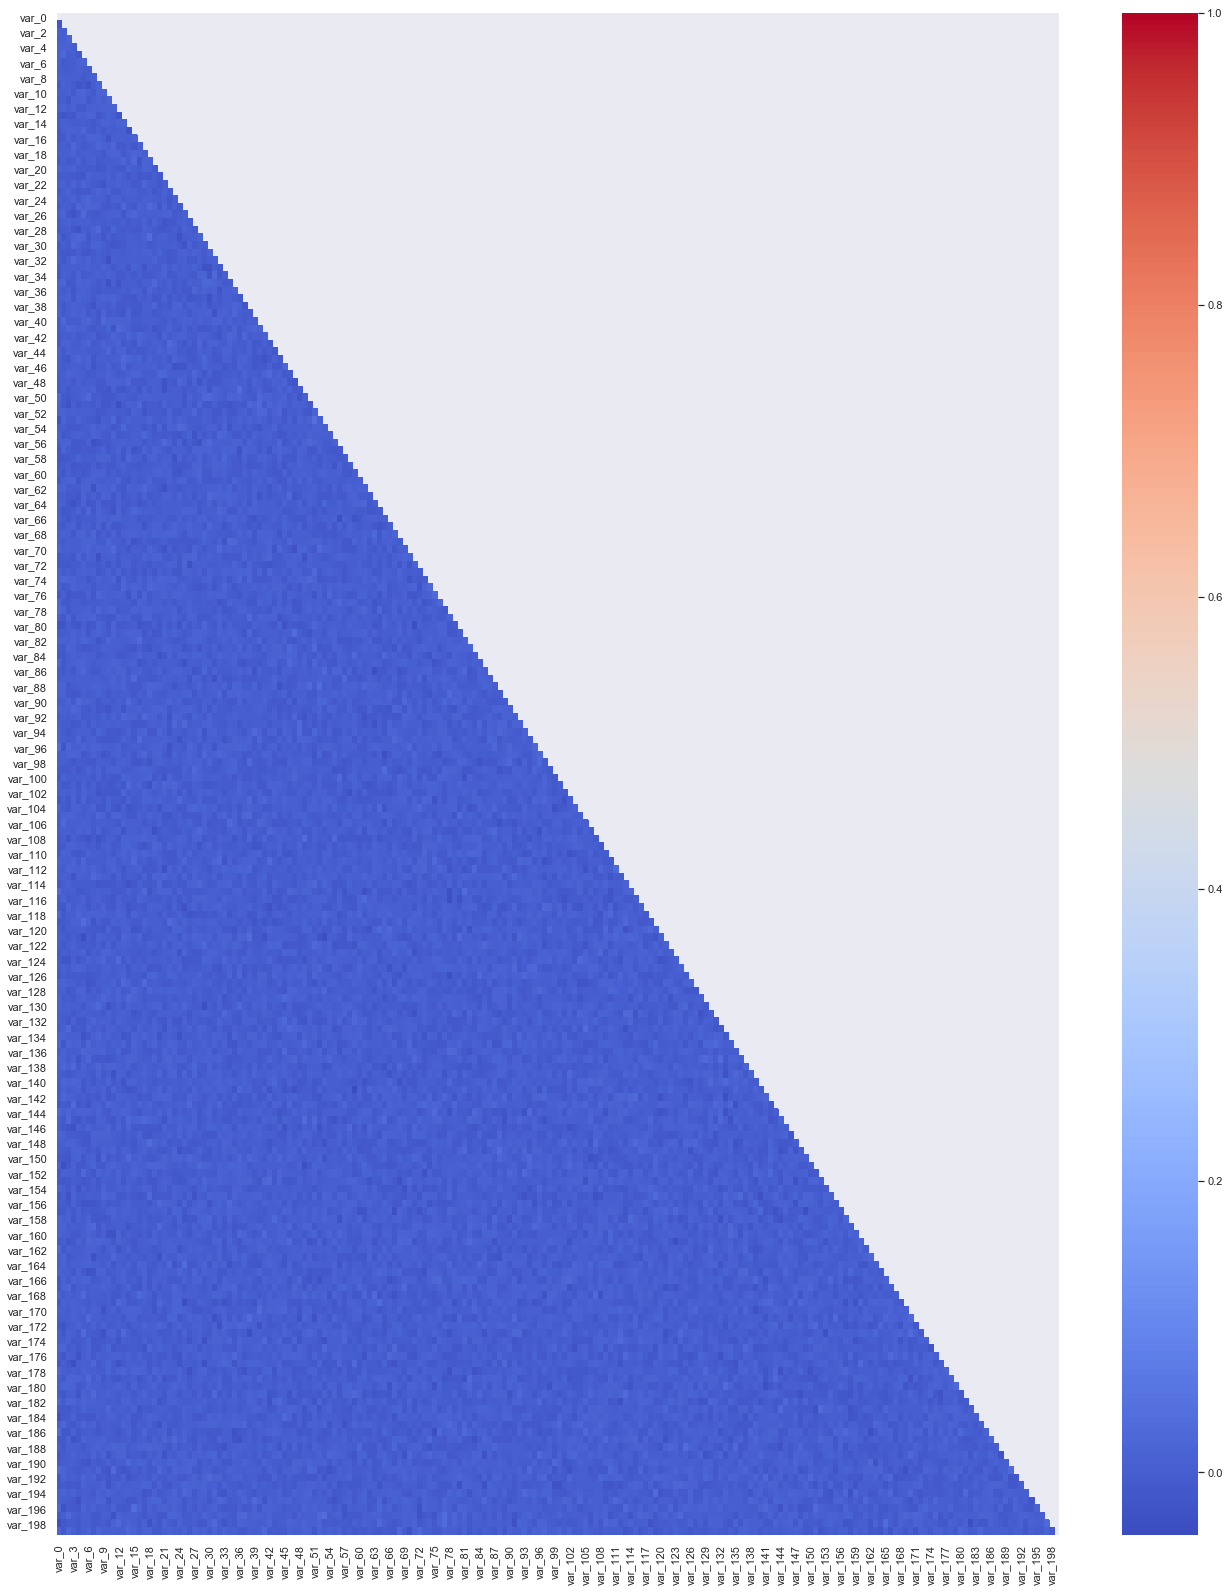 var_0
var_2
var_4
var_6
var_8
var_10
var_12
var_14
var_16
var_18
var_20
var_22
var_24
var_26
var_28
var_30
var_32
var_34
var_36
var_38
var_40
var_42
var_44
var_46
var_48
var_50
var_52
var_54
var_56
var_58
var_60
var_62
var_64
var_66
var_68
var_70
var_72
var_74
var_76
var_78
var_80
var_82
var_84
var_86
var_88
var_90
var_92
var_94
var_96
var_98
var_100
var_102
var_104
var_106
var_108
var_110
var_112
var_114
var_116
var_118
var_120
var_122
var_124
var_126
var_128
var_130
var_132
var_134
var_136
var_138
var_140
var_142
var_144
var_146
var_148
var_150
var_152
var_154
var_156
var_158
var_160
var_162
var_164
var_166
var_168
var_170
var_172
var_174
var_176
var_178
var_180
var_182
var_184
var_186
var_188
var_190
var_192
var_194
var_196
var_198
var_0
var_3
var_6
var_9
var_12
var_15
var_18
var_21
var_24
var_27
var_30
var_33
var_36
var_39
var_42
var_45
var_48
var_51
var_54
var_57
var_60
var_63
var_66
var_69
var_72
var_75
var_78
var_81
var_84
var_87
var_90
var_93
var_96
var_99
var_102
var_105
var_108
var_111
var_114
var_117
var_120
var_123
var_126
var_129
var_132
var_135
var_138
var_141
var_144
var_147
var_150
var_153
var_156
var_159
var_162
var_165
var_168
var_171
var_174
var_177
var_180
var_183
var_186
var_189
var_192
var_195
var_198
1.0
0.8
0.6
0.4
0.2
0.0